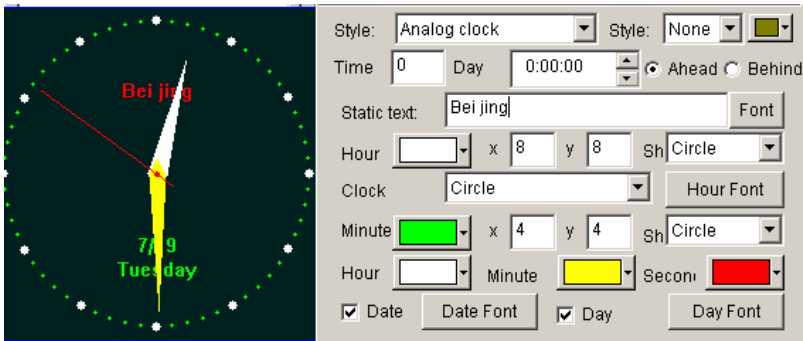 Bei jing
7/ 9
Tuesday
Style: Analog clock Style: None
Time 0 Day 0:00:00 Ahead Behind
Static text: Bei jing Font
Hour x 8 y 8 Sh Circle
Clock Circle Hour Font
Minute x 4 y 4 Sh Circle
Hour Minute Secon
Date Date Font Day Day Font